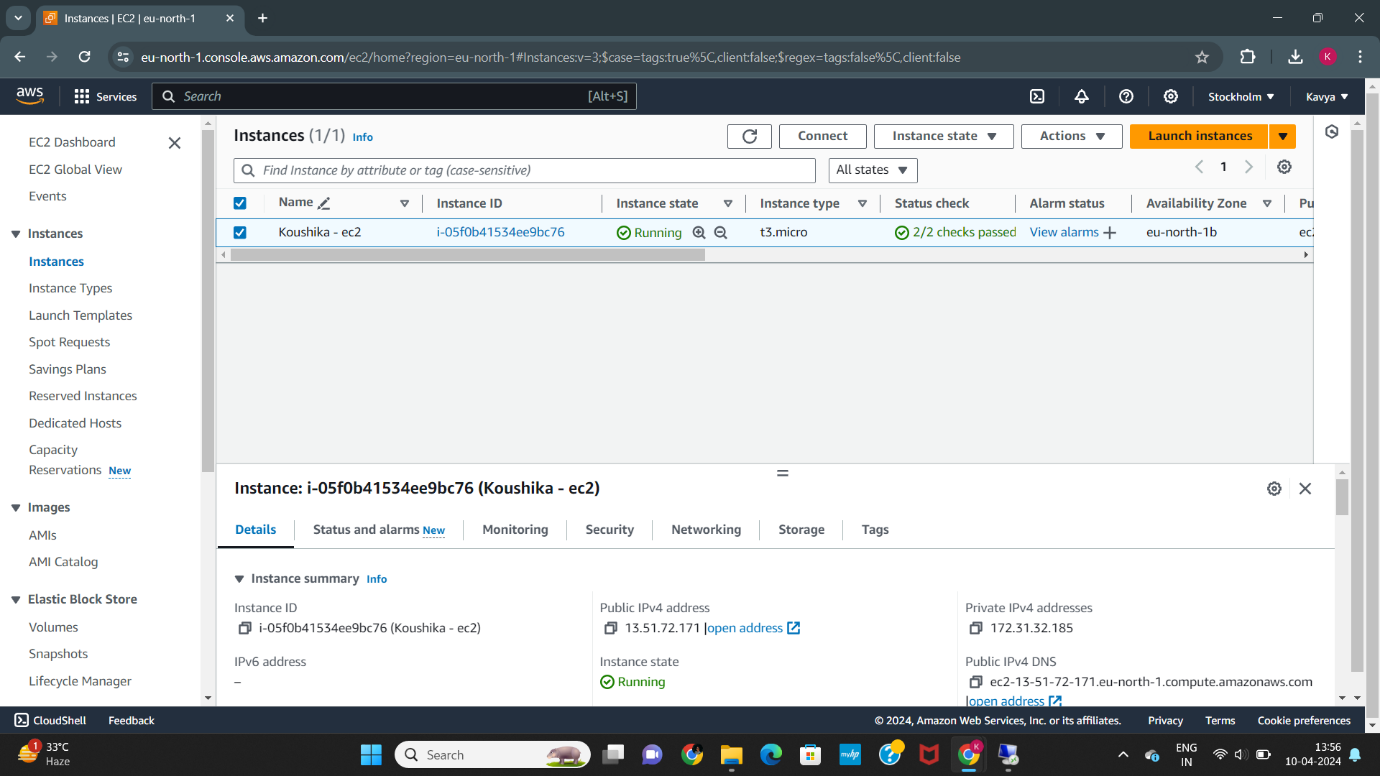 Instances | EC2 | eu-north-1
eu-north-1.console.aws.amazon.com/ec2/home?region=eu-north-1#Instances:v=3;$case=tags:true%5C,client:false;$regex=tags:false%5C,client:false
K
aws
Services
Search
[Alt+S]
Stockholm
Kavya
EC2 Dashboard
EC2 Global View
Events
Instances
Instances
Instance Types
Launch Templates
Spot Requests
Savings Plans
Reserved Instances
Dedicated Hosts
Capacity
Reservations New
Images
AMIs
AMI Catalog
Elastic Block Store
Volumes
Snapshots
Lifecycle Manager
Instances (1/1) Info
Connect
Instance state
Actions
Launch instances
Find Instance by attribute or tag (case-sensitive)
All states
1
Name Instance ID Instance state Instance type Status check Alarm status Availability Zone Pu
Koushika - ec2 i-05f0b41534ee9bc76 Running t3.micro 2/2 checks passed View alarms + eu-north-1b ec2
Instance: i-05f0b41534ee9bc76 (Koushika - ec2)
Details Status and alarms New Monitoring Security Networking Storage Tags
Instance summary Info
Instance ID
i-05f0b41534ee9bc76 (Koushika - ec2)
Public IPv4 address
13.51.72.171 |open address
Private IPv4 addresses
172.31.32.185
IPv6 address
–
Instance state
Running
Public IPv4 DNS
ec2-13-51-72-171.eu-north-1.compute.amazonaws.com
|open address
CloudShell Feedback
© 2024, Amazon Web Services, Inc. or its affiliates. Privacy Terms Cookie preferences
1
33°C
Haze
Search
myhp
K
ENG
IN
13:56
10-04-2024